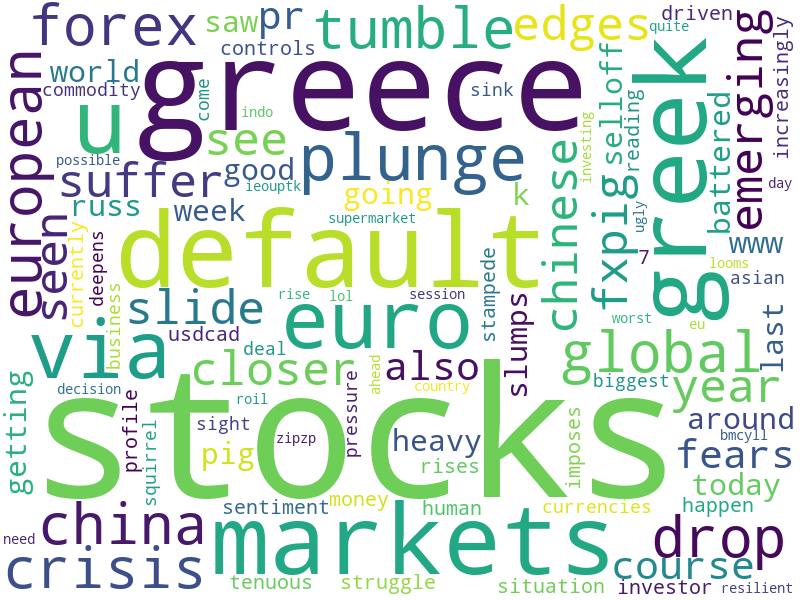 forex
saw
pr
tumble
edges
driven
quite
controls
world
commodity
come
greece
sink
selloff
reading
greek
emerging
increasingly
european
u
see
indo
plunge
chinese
investing
battered
possible
suffer
good
ieouptk
going
k
fxpig
ugly
day
russ
week
supermarket
7
www
seen
currently
deepens
default
stampede
looms
asian
last
business
slide
rise
lol
euro
session
worst
eu
via
usdcad
deal
closer
also
slumps
global
getting
decision
profile
squirrel
roil
ahead
pressure
country
biggest
year
stocks
sight
zipzp
heavy
imposes
around
bmcyll
pig
rises
fears
today
china
sentiment
money
human
currencies
happen
need
crisis
markets
drop
tenuous
struggle
situation
course
investor
resilient